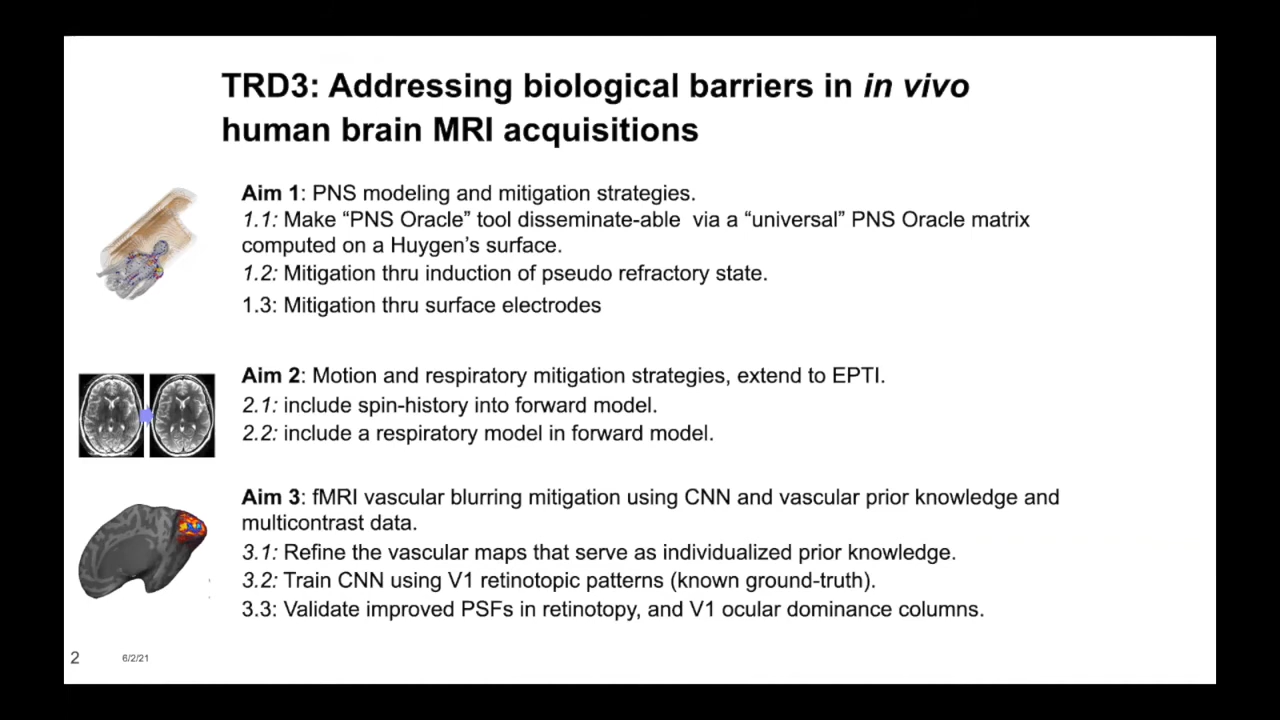 TRD3: Addressing biological barriers in in vivo
human brain MRI acquisitions
Aim 1: PNS modeling and mitigation strategies.
1.1: Make “PNS Oracle” tool disseminate-able via a “universal” PNS Oracle matrix
computed on a Huygen’s surface.
1.2: Mitigation thru induction of pseudo refractory state.
1.3: Mitigation thru surface electrodes
Aim 2: Motion and respiratory mitigation strategies, extend to EPTI.
2.1: include spin-history into forward model.
2.2: include a respiratory model in forward model.
Aim 3: fMRI vascular blurring mitigation using CNN and vascular prior knowledge and
multicontrast data.
3.1: Refine the vascular maps that serve as individualized prior knowledge.
3.2: Train CNN using V1 retinotopic patterns (known ground-truth).
3.3: Validate improved PSFs in retinotopy, and V1 ocular dominance columns.
2
6/2/21